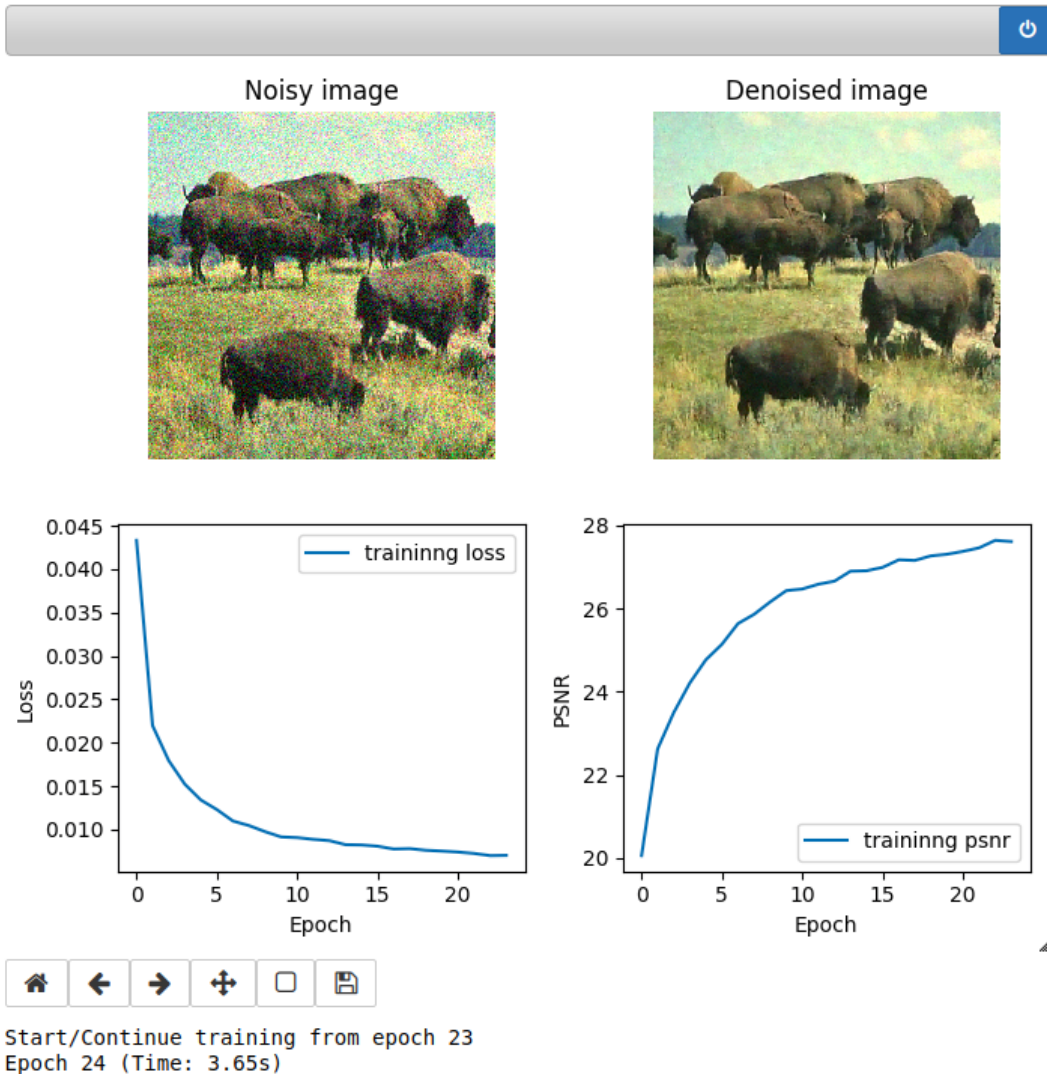 Noisy image
Denoised image
0.045
0.040
0.035
0.030
0.025
0.020
0.015
0.010
Loss
traininng loss
0 5 10 15 20
Epoch
28
26
24
22
20
PSNR
traininng psnr
0 5 10 15 20
Epoch
Start/Continue training from epoch 23
Epoch 24 (Time: 3.65s)